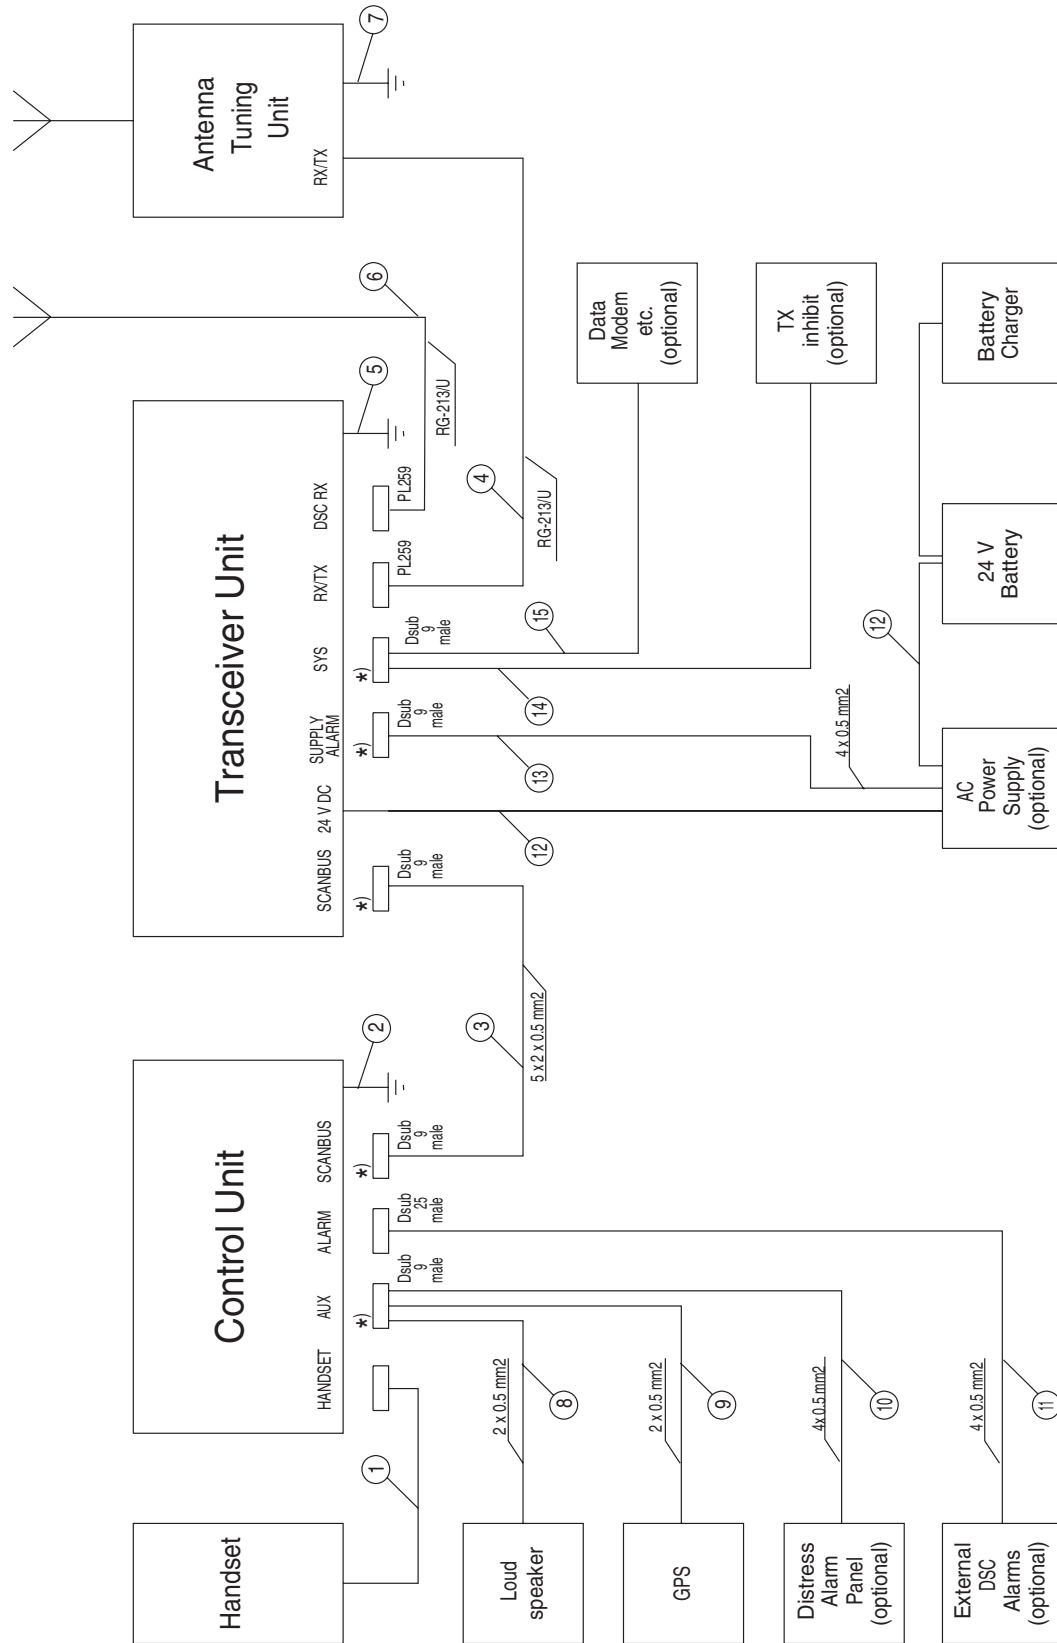 Handset
Control Unit
HANDSET
AUX
ALARM
SCANBUS
Transceiver Unit
SCANBUS
24 V DC
SUPPLY
ALARM
SYS
RX/TX
DSC RX
Antenna
Tuning
Unit
RX/TX
1
*)
Dsub
9
male
Dsub
25
male
*)
Dsub
9
male
2
*)
Dsub
9
male
*)
Dsub
9
male
*)
Dsub
9
male
PL259
PL259
5
6
7
3
5 x 2 x 0.5 mm2
4
RG-213/U
RG-213/U
8
2 x 0.5 mm2
Loud
speaker
9
2 x 0.5 mm2
GPS
10
4x 0.5 mm2
Distress
Alarm
Panel
(optional)
11
4 x 0.5 mm2
External
DSC
Alarms
(optional)
12
13
14
15
4 x 0.5 mm2
12
Data
Modem
etc.
(optional)
TX
inhibit
(optional)
AC
Power
Supply
(optional)
24 V
Battery
Battery
Charger